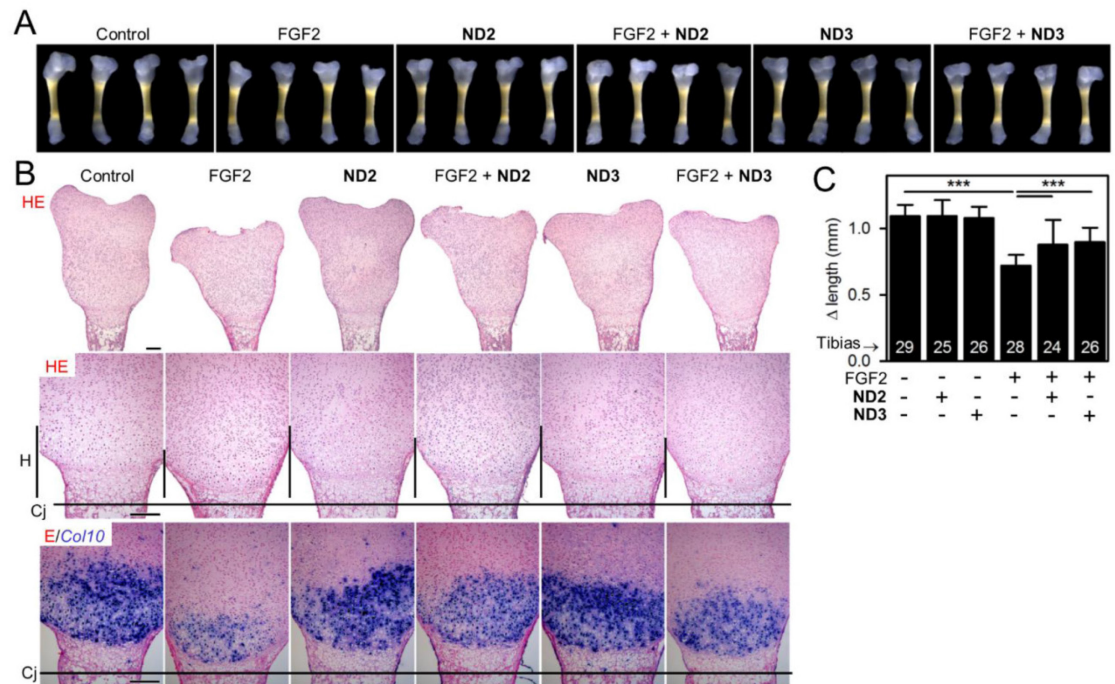 A
Control FGF2 ND2 FGF2 + ND2 ND3 FGF2 + ND3
B
Control FGF2 ND2 FGF2 + ND2 ND3 FGF2 + ND3
HE
HE
H
Cj
E/Col10
Cj
C
*** ***
Δ length (mm)
1.0
0.5
0.0
Tibias →
29 25 26 28 24 26
FGF2 - - - + + +
ND2 - + - - + -
ND3 - - + - - +